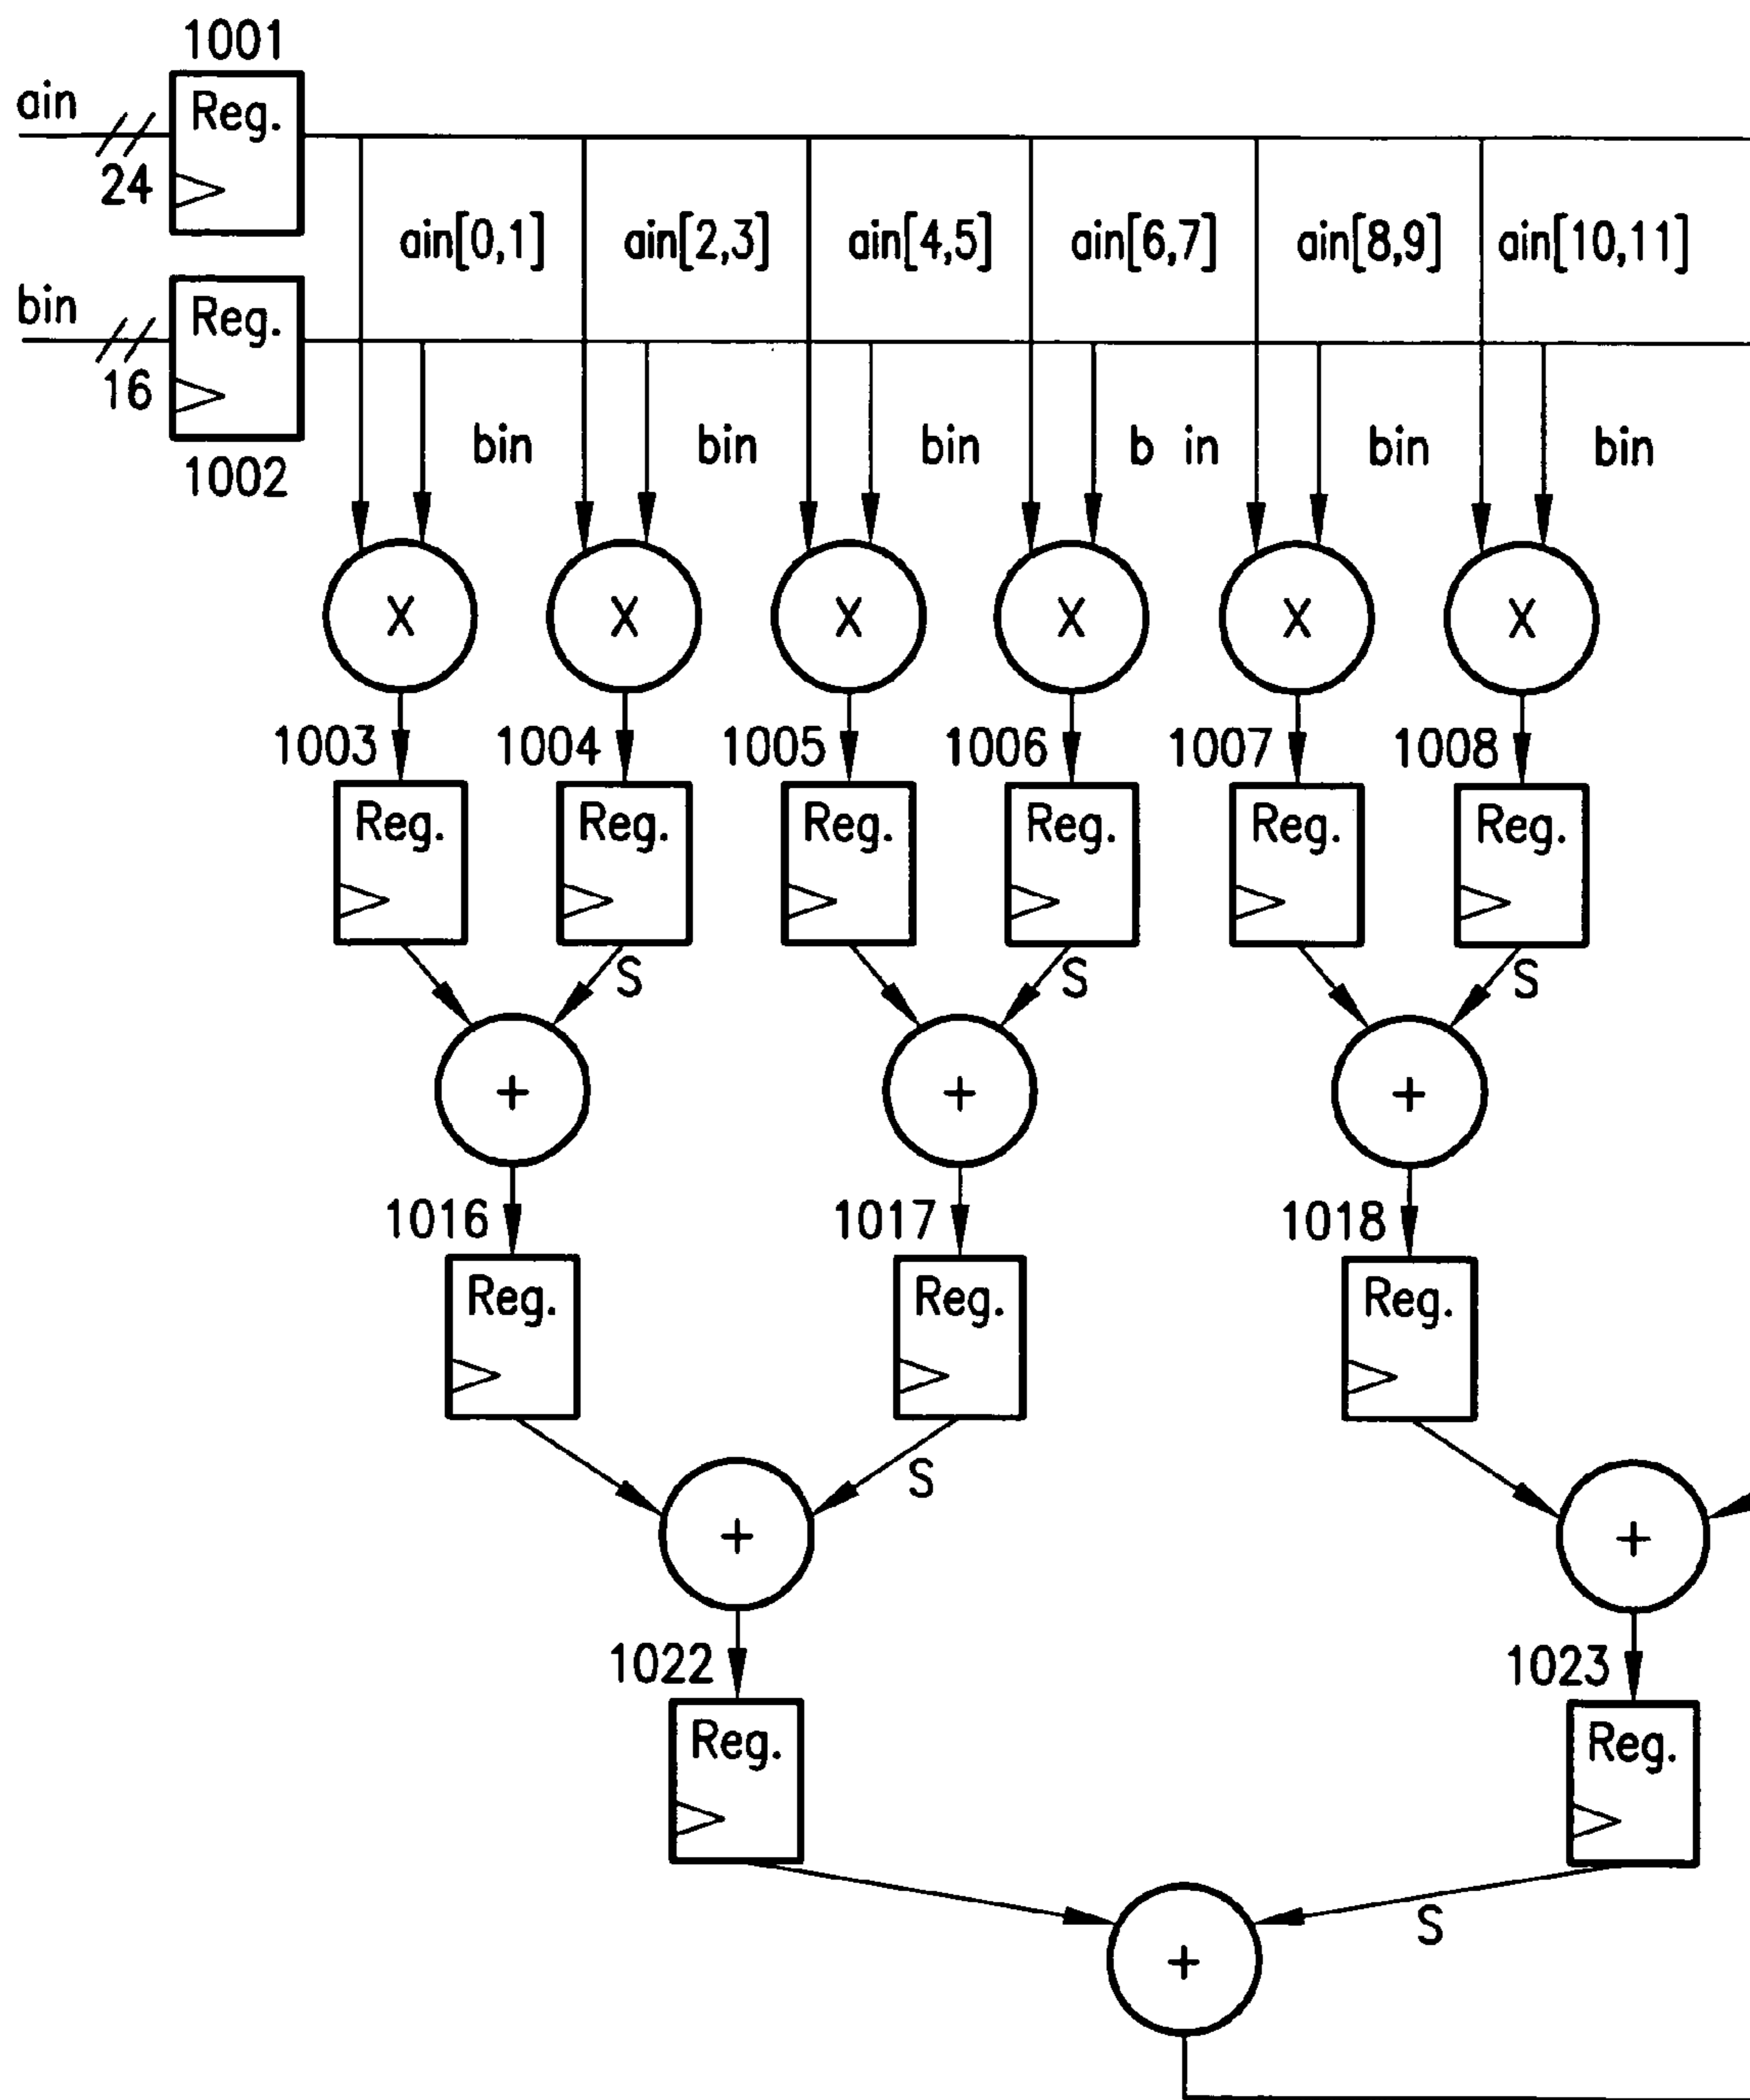 1001
ain
Reg.
24
ain[0,1] ain[2,3] ain[4,5] ain[6,7] ain[8,9] ain[10,11]
bin
Reg.
16
1002
bin bin bin b in bin bin
X X X X X X
1003 1004 1005 1006 1007 1008
Reg. Reg. Reg. Reg. Reg. Reg.
S S S
+ + +
1016 1017 1018
Reg. Reg. Reg.
S
+ +
1022 1023
Reg. Reg.
S
+